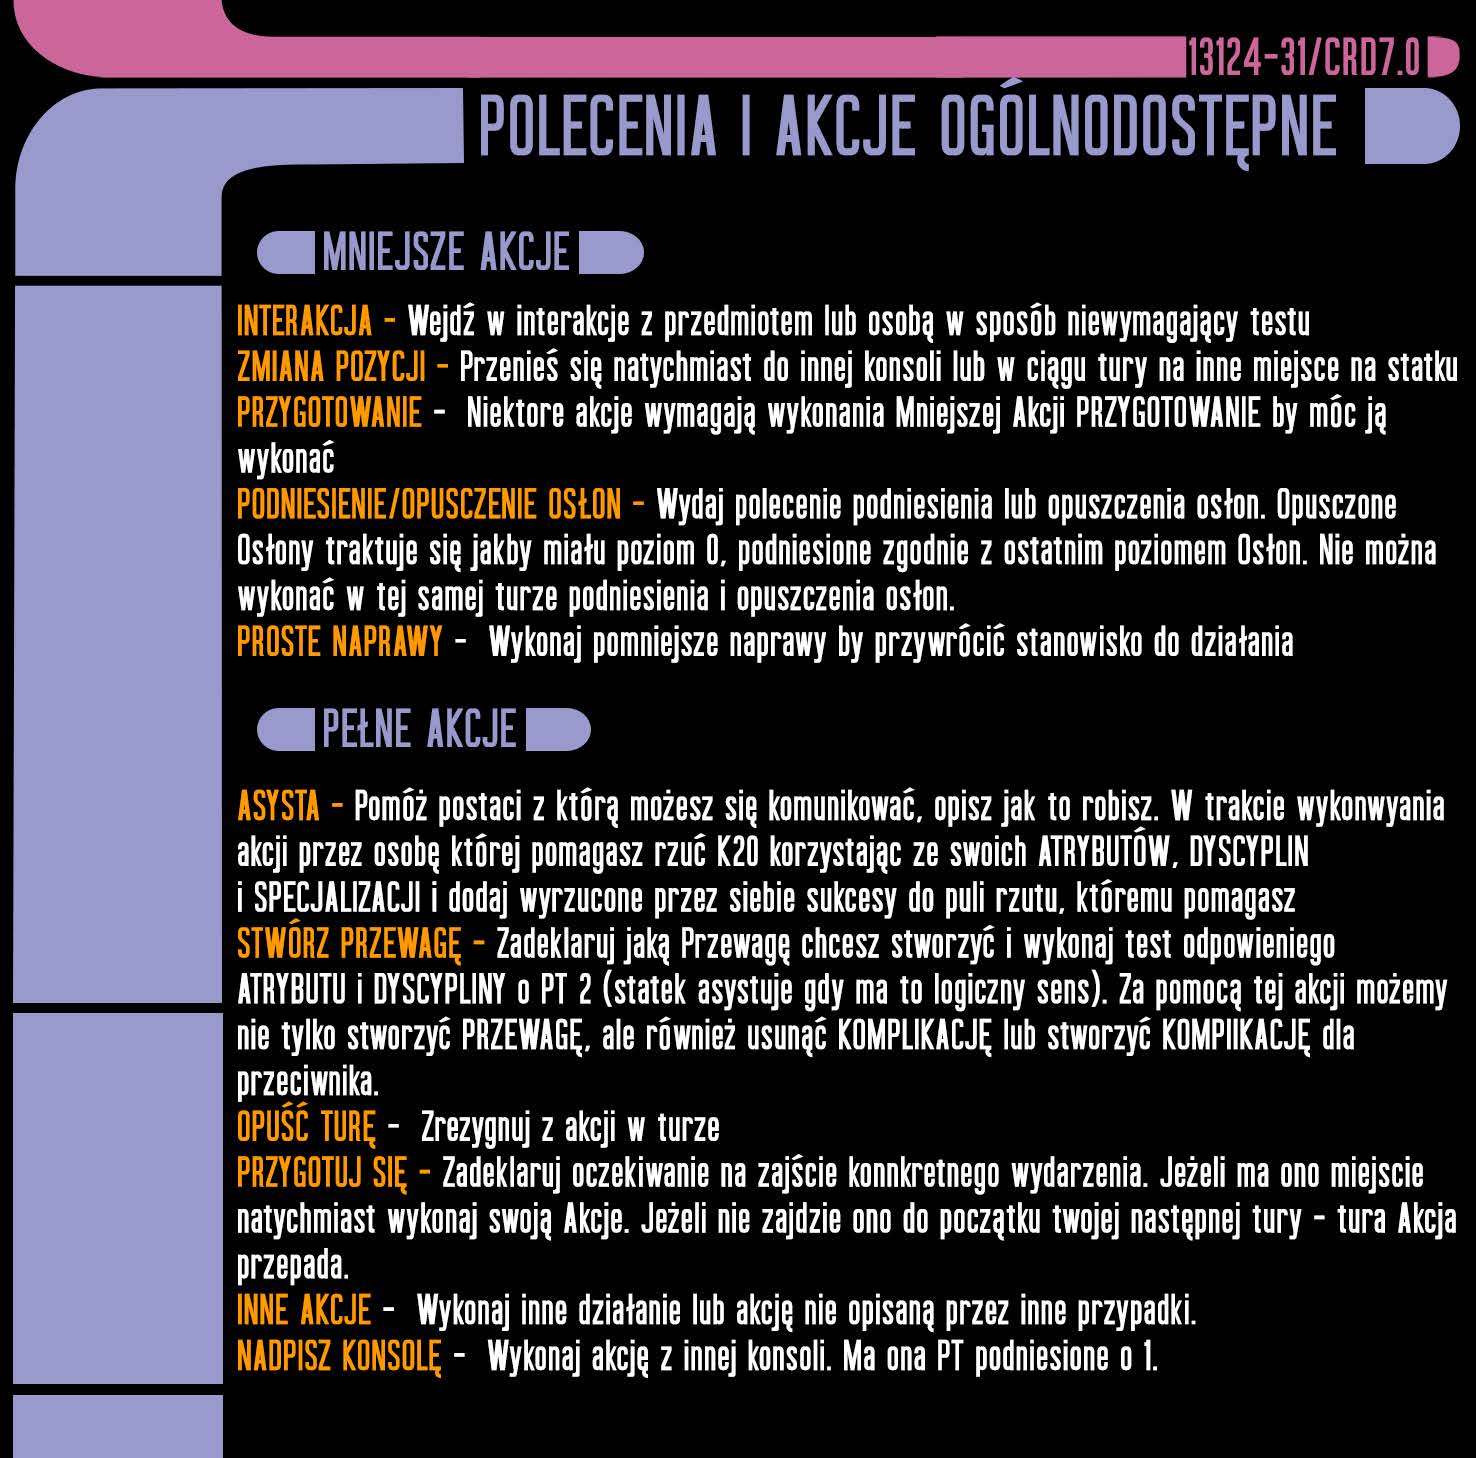 13124-31/CRD7.0
POLECENIA I AKCJE OGÓLNODOSTĘPNE
MNIEJSZE AKCJE
INTERAKCJA - Wejdź w interakcje z przedmiotem lub osobą w sposób niewymagający testu
ZMIANA POZYCJI - Przenieś się natychmiast do innej konsoli lub w ciągu tury na inne miejsce na statku
PRZYGOTOWANIE - Niektore akcje wymagają wykonania Mniejszej Akcji PRZYGOTOWANIE by móc ją
wykonać
PODNIESIENIE/OPUSCZENIE OSŁON - Wydaj polecenie podniesienia lub opuszczenia osłon. Opusczone
Osłony traktuje się jakby miału poziom 0, podniesione zgodnie z ostatnim poziomem Osłon. Nie można
wykonać w tej samej turze podniesienia i opuszczenia osłon.
PROSTE NAPRAWY - Wykonaj pomniejsze naprawy by przywrócić stanowisko do działania
PEŁNE AKCJE
ASYSTA - Pomóż postaci z którą możesz się komunikować, opisz jak to robisz. W trakcie wykonwyania
akcji przez osobę której pomagasz rzuć K20 korzystając ze swoich ATRYBUTÓW, DYSCYPLIN
i SPECJALIZACJI i dodaj wyrzucone przez siebie sukcesy do puli rzutu, któremu pomagasz
STWÓRZ PRZEWAGĘ - Zadeklaruj jaką Przewagę chcesz stworzyć i wykonaj test odpowieniego
ATRYBUTU i DYSCYPLINY o PT 2 (statek asystuje gdy ma to logiczny sens). Za pomocą tej akcji możemy
nie tylko stworzyć PRZEWAGĘ, ale również usunąć KOMPLIKACJĘ lub stworzyć KOMPlIKACJĘ dla
przeciwnika.
OPUŚĆ TURĘ - Zrezygnuj z akcji w turze
PRZYGOTUJ SIĘ - Zadeklaruj oczekiwanie na zajście konnkretnego wydarzenia. Jeżeli ma ono miejscie
natychmiast wykonaj swoją Akcje. Jeżeli nie zajdzie ono do początku twojej następnej tury - tura Akcja
przepada.
INNE AKCJE - Wykonaj inne działanie lub akcję nie opisaną przez inne przypadki.
NADPISZ KONSOLĘ - Wykonaj akcję z innej konsoli. Ma ona PT podniesione o 1.